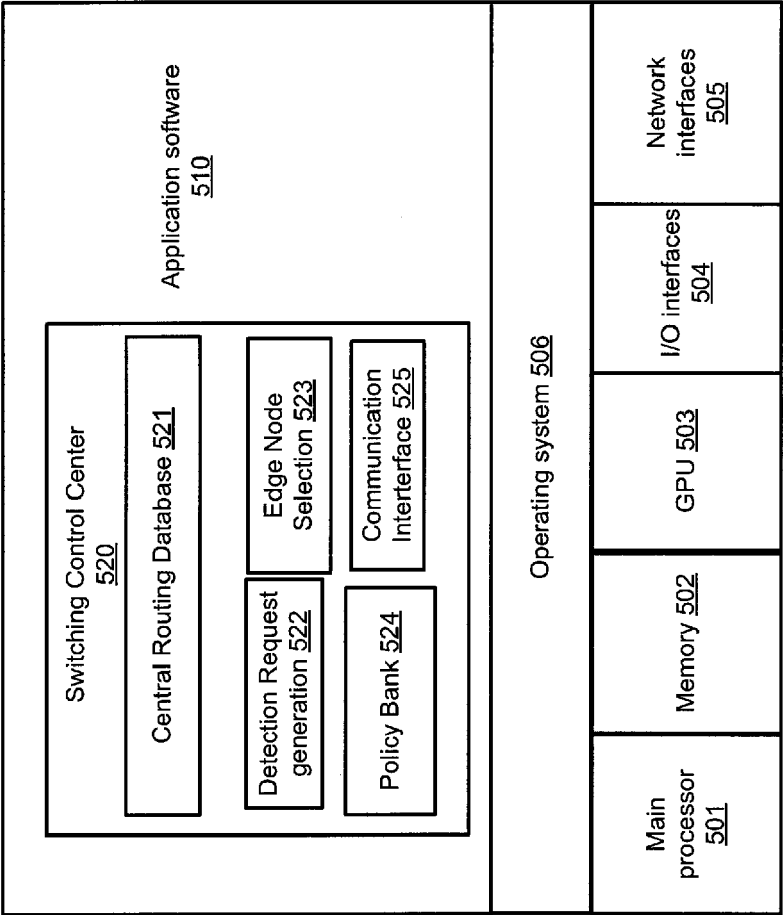 Application software
510
Switching Control Center
520
Central Routing Database 521
Detection Request
generation 522
Edge Node
Selection 523
Policy Bank 524
Communication
Interterface 525
Operating system 506
Main
processor
501
Memory 502
GPU 503
I/O interfaces
504
Network
interfaces
505